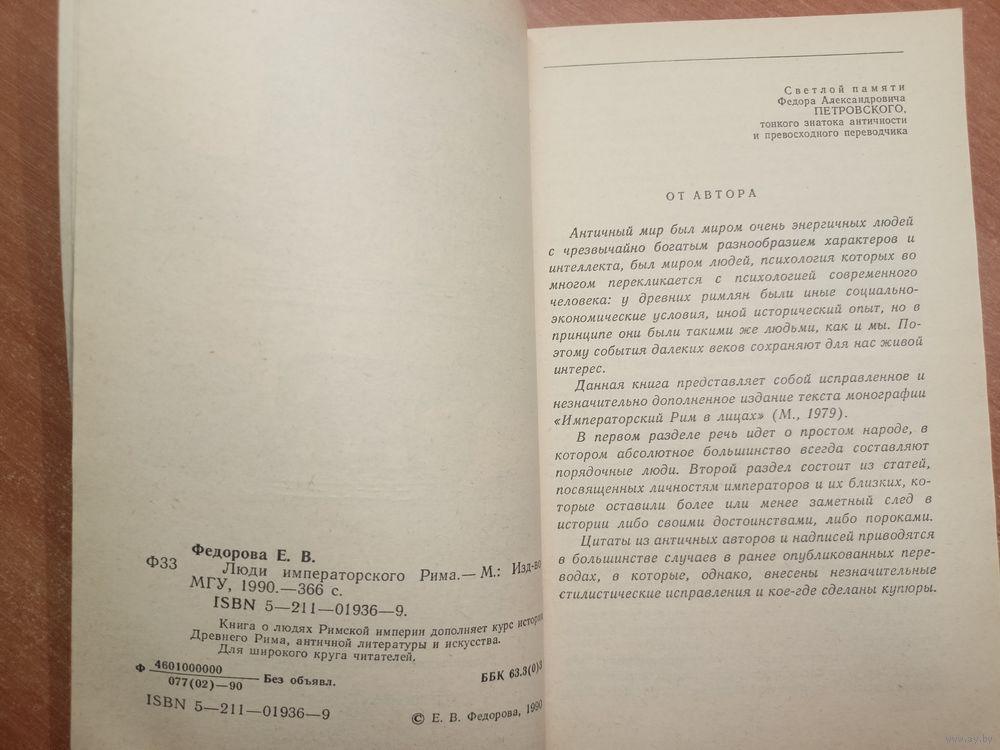 Федорова Е. В.
Ф33
Люди императорского Рима.— М.: Изд-во
МГУ, 1990.—366 с.
ISBN 5—211—01936—9.
Книга о людях Римской империи дополняет курс истории
Древнего Рима, античной литературы и искусства.
Для широкого круга читателей.
Ф 4601000000 Без объявл.
077(02)—90
ББК 63.3(0)3
ISBN 5—211—01936—9
© Е. В. Федорова, 1990
Светлой памяти
Федора Александровича
ПЕТРОВСКОГО,
тонкого знатока античности
и превосходного переводчика
ОТ АВТОРА
Античный мир был миром очень энергичных людей
с чрезвычайно богатым разнообразием характеров и
интеллекта, был миром людей, психология которых во
многом перекликается с психологией современного
человека: у древних римлян были иные социально-
экономические условия, иной исторический опыт, но в
принципе они были такими же людьми, как и мы. По-
этому события далеких веков сохраняют для нас живой
интерес.
Данная книга представляет собой исправленное и
незначительно дополненное издание текста монографии
«Императорский Рим в лицах» (М., 1979).
В первом разделе речь идет о простом народе, в
котором абсолютное большинство всегда составляют
порядочные люди. Второй раздел состоит из статей,
посвященных личностям императоров и их близких, ко-
торые оставили более или менее заметный след в
истории либо своими достоинствами, либо пороками.
Цитаты из античных авторов и надписей приводятся
в большинстве случаев в ранее опубликованных пере-
водах, в которые, однако, внесены незначительные
стилистические исправления и кое-где сделаны купюры.
www.ay.by